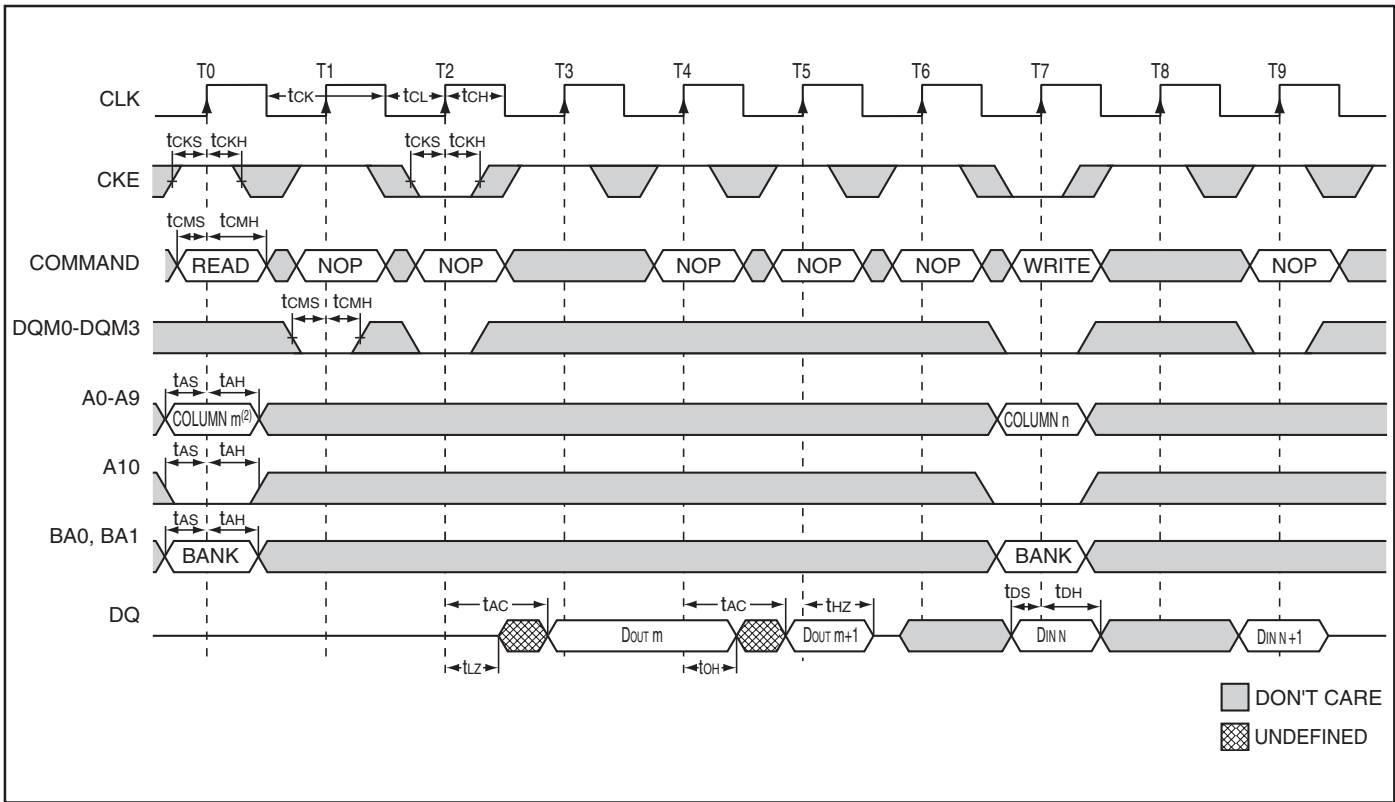 T0 T1 T2 T3 T4 T5 T6 T7 T8 T9
CLK tCK tCL tCH
tCKS tCKH tCKS tCKH
CKE
tCMS tCMH
COMMAND READ NOP NOP NOP NOP NOP WRITE NOP
tCMS tCMH
DQM0-DQM3
tAS tAH
A0-A9 COLUMN m(2) COLUMN n
tAS tAH
A10
tAS tAH
BA0, BA1 BANK BANK
tAC tAC tHZ tDS tDH
DQ DOUT m DOUT m+1 DIN N DIN N+1
tLZ tOH
DON'T CARE
UNDEFINED